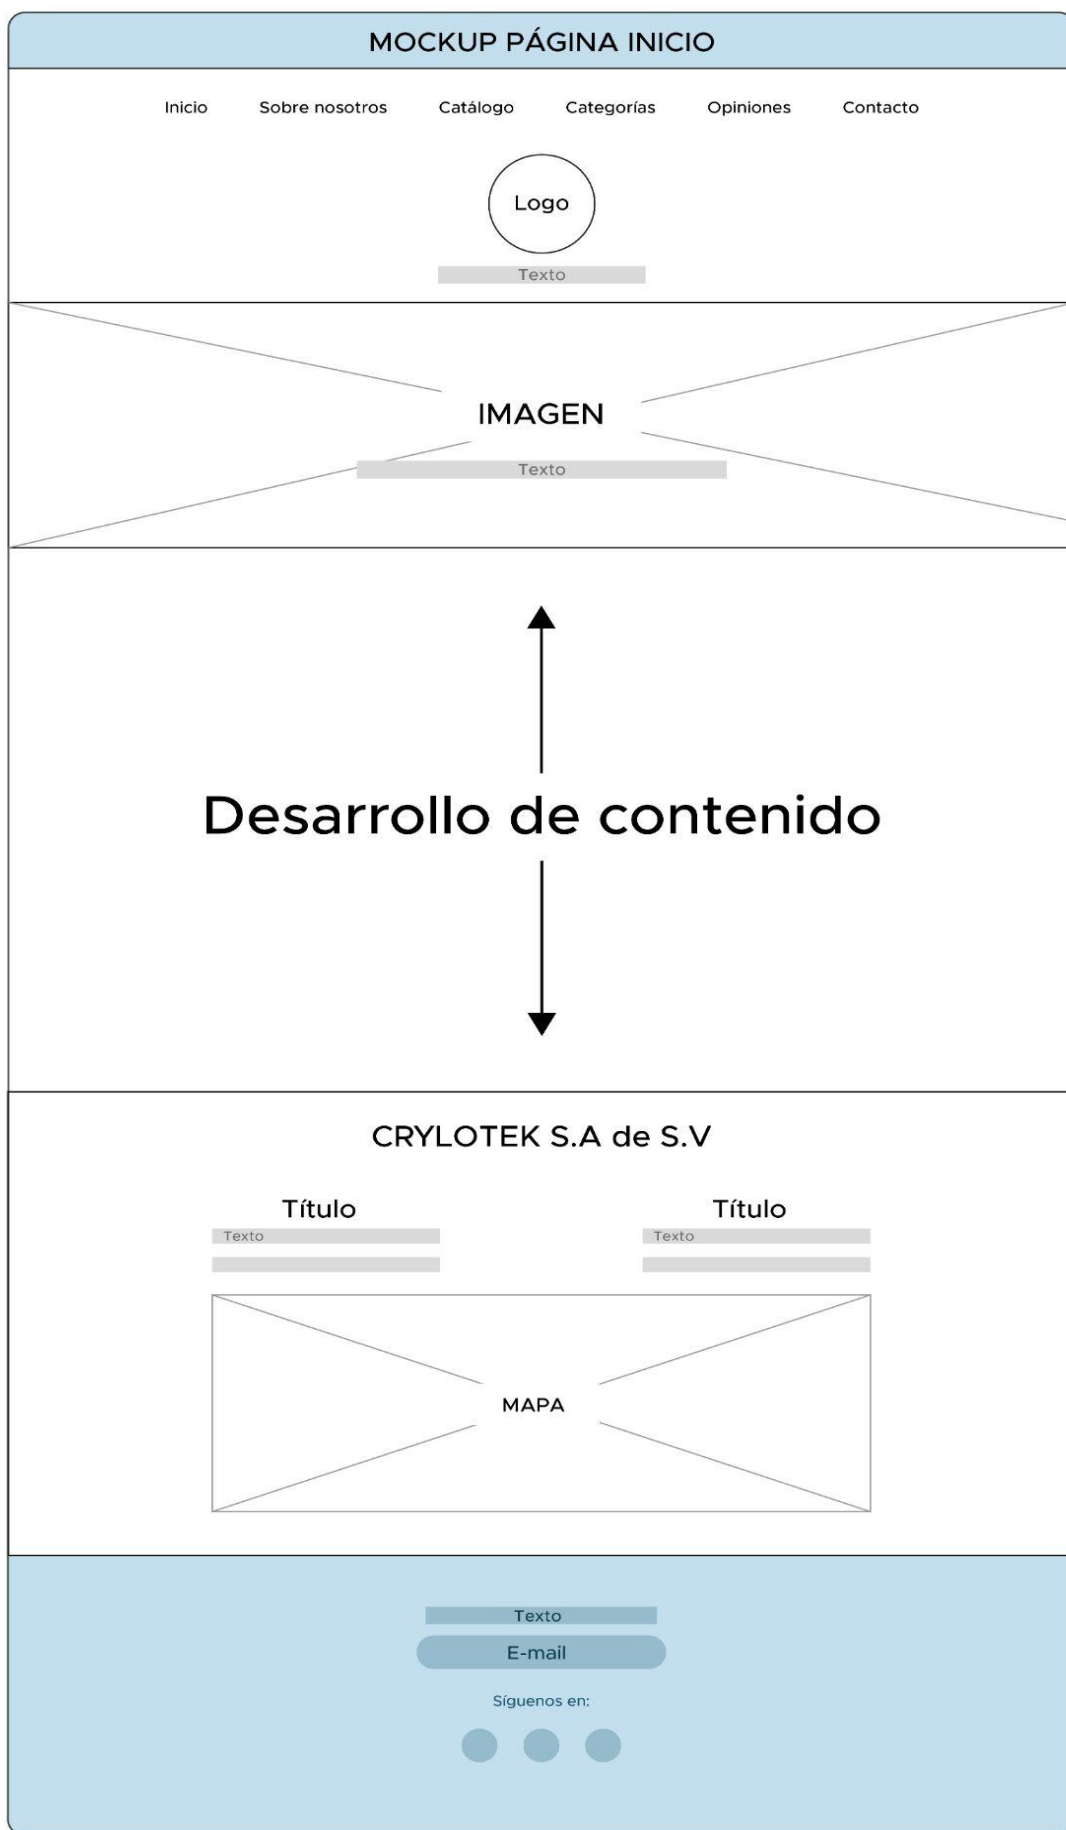 MOCKUP PÁGINA INICIO
Inicio Sobre nosotros Catálogo Categorías Opiniones Contacto
Logo
Texto
IMAGEN
Texto
Desarrollo de contenido
CRYLOTEK S.A de S.V
Título Título
Texto Texto
MAPA
Texto
E-mail
Síguenos en: